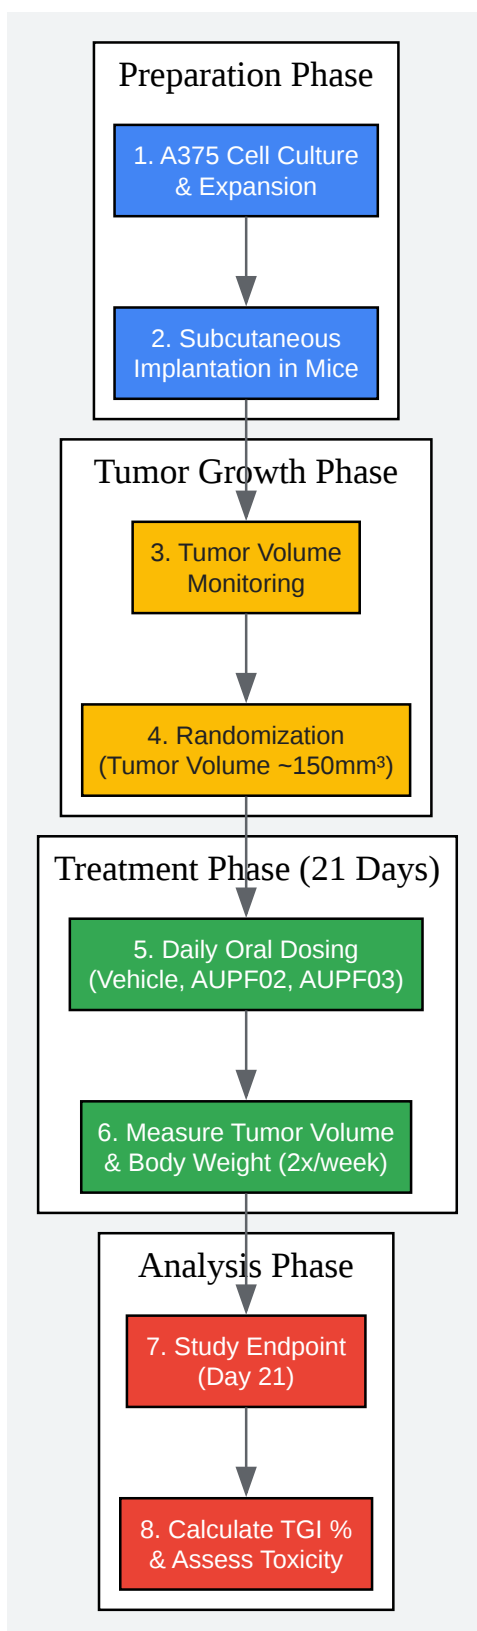 Preparation Phase
1. A375 Cell Culture
& Expansion
2. Subcutaneous
Implantation in Mice
Tumor Growth Phase
3. Tumor Volume
Monitoring
4. Randomization
(Tumor Volume ~150mm³)
Treatment Phase (21 Days)
5. Daily Oral Dosing
(Vehicle, AUPF02, AUPF03)
6. Measure Tumor Volume
& Body Weight (2x/week)
Analysis Phase
7. Study Endpoint
(Day 21)
8. Calculate TGI %
& Assess Toxicity